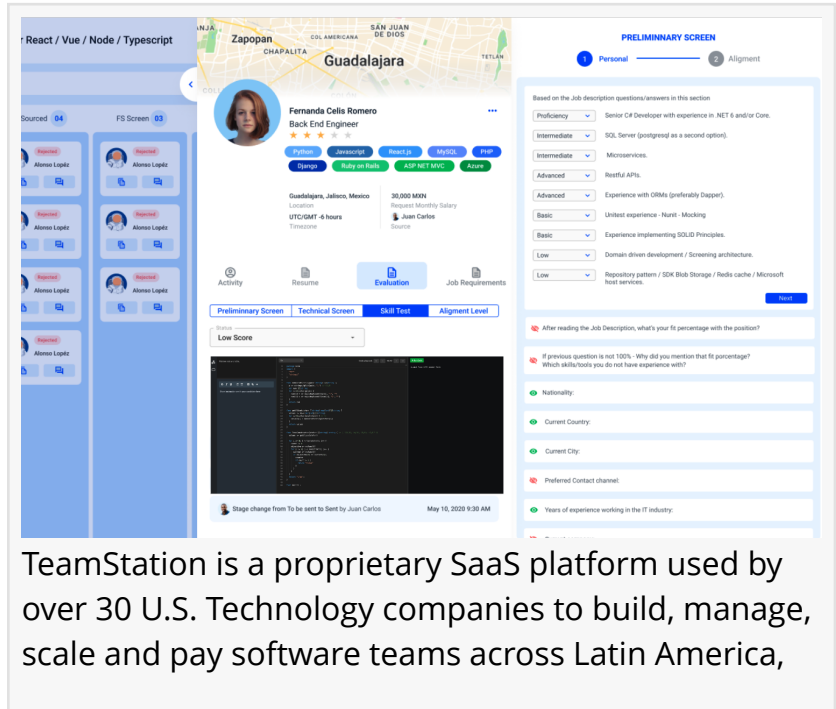 r React / Vue / Node / Typescript
Sourced 04
FS Screen 03
Rejected
Alonso Lopéz
Rejected
Alonso Lopéz
Rejected
Alonso Lopéz
Rejected
Alonso Lopéz
Rejected
Alonso Lopéz
Rejected
Alonso Lopéz
Rejected
Alonso Lopéz
NJA
Zapopan
COL AMERICANA
SAN JUAN
DE DIOS
CHAPALITA
Guadalajara
TETLÁN
Fernanda Celis Romero
Back End Engineer
Python Javascript React.js MySQL PHP
Django Ruby on Rails ASP NET MVC Azure
Guadalajara, Jalisco, Mexico
Location
UTC/GMT -6 hours
Timezone
30,000 MXN
Request Monthly Salary
Juan Carlos
Source
Activity Resume Evaluation Job Requirements
Preliminnary Screen Technical Screen Skill Test Aligment Level
Status
Low Score
Stage change from To be sent to Sent by Juan Carlos May 10, 2020 9:30 AM
PRELIMINNARY SCREEN
1 Personal 2 Aligment
Based on the Job description questions/answers in this section
Proficiency Senior C# Developer with experience in .NET 6 and/or Core.
Intermediate SQL Server (postgresql as a second option).
Intermediate Microservices.
Advanced Restful APIs.
Advanced Experience with ORMs (preferably Dapper).
Basic Unitest experience - Nunit - Mocking
Basic Experience implementing SOLID Principles.
Low Domain driven development / Screening architecture.
Low Repository pattern / SDK Blob Storage / Redis cache / Microsoft
host services.
Next
After reading the Job Description, what's your fit percentage with the position?
If previous question is not 100% - Why did you mention that fit porcentage?
Which skills/tools you do not have experience with?
Nationality:
Current Country:
Current City:
Preferred Contact channel:
Years of experience working in the IT industry:
TeamStation is a proprietary SaaS platform used by
over 30 U.S. Technology companies to build, manage,
scale and pay software teams across Latin America,